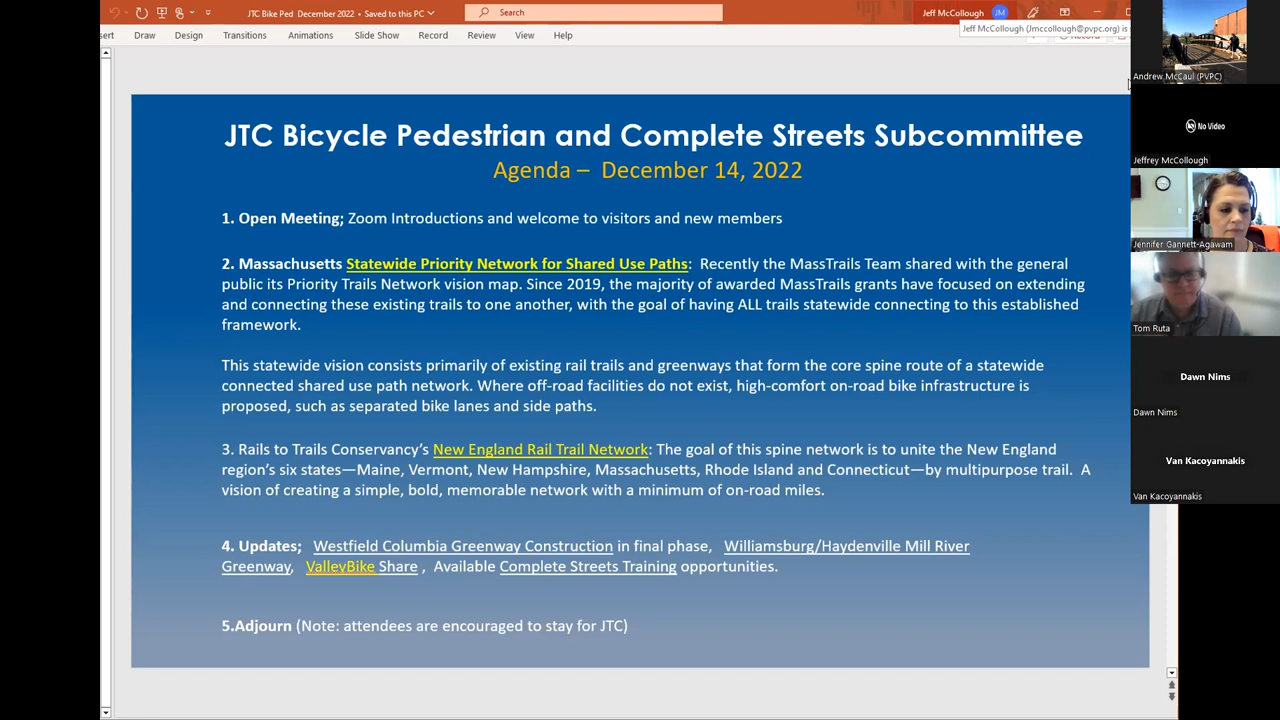 JTC Bike Ped December 2022 • Saved to this PC
Search
Jeff McCollough
JM
Jeff McCollough (Jmccollough@pvpc.org) is
sert Draw Design Transitions Animations Slide Show Record Review View Help
JTC Bicycle Pedestrian and Complete Streets Subcommittee
Agenda – December 14, 2022
1. Open Meeting; Zoom Introductions and welcome to visitors and new members
2. Massachusetts Statewide Priority Network for Shared Use Paths: Recently the MassTrails Team shared with the general
public its Priority Trails Network vision map. Since 2019, the majority of awarded MassTrails grants have focused on extending
and connecting these existing trails to one another, with the goal of having ALL trails statewide connecting to this established
framework.
This statewide vision consists primarily of existing rail trails and greenways that form the core spine route of a statewide
connected shared use path network. Where off-road facilities do not exist, high-comfort on-road bike infrastructure is
proposed, such as separated bike lanes and side paths.
3. Rails to Trails Conservancy’s New England Rail Trail Network: The goal of this spine network is to unite the New England
region’s six states—Maine, Vermont, New Hampshire, Massachusetts, Rhode Island and Connecticut—by multipurpose trail. A
vision of creating a simple, bold, memorable network with a minimum of on-road miles.
4. Updates; Westfield Columbia Greenway Construction in final phase, Williamsburg/Haydenville Mill River
Greenway, ValleyBike Share , Available Complete Streets Training opportunities.
5.Adjourn (Note: attendees are encouraged to stay for JTC)
Andrew McCaul (PVPC)
No Video
Jeffrey McCollough
Jennifer Gannett-Agawam
Tom Ruta
Dawn Nims
Dawn Nims
Van Kacoyannakis
Van Kacoyannakis